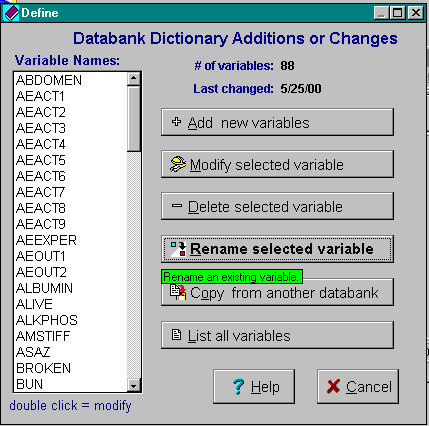 Define
Databank Dictionary Additions or Changes
Variable Names:
# of variables: 88
Last changed: 5/25/00
ABDOMEN
AEACT1
AEACT2
AEACT3
AEACT4
AEACT5
AEACT6
AEACT7
AEACT8
AEACT9
AEEXPER
AEOUT1
AEOUT2
ALBUMIN
ALIVE
ALKPHOS
AMSTIFF
ASAZ
BROKEN
BUN
double click = modify
Add new variables
Modify selected variable
Delete selected variable
Rename selected variable
Rename an existing variable.
Copy from another databank
List all variables
? Help
Cancel